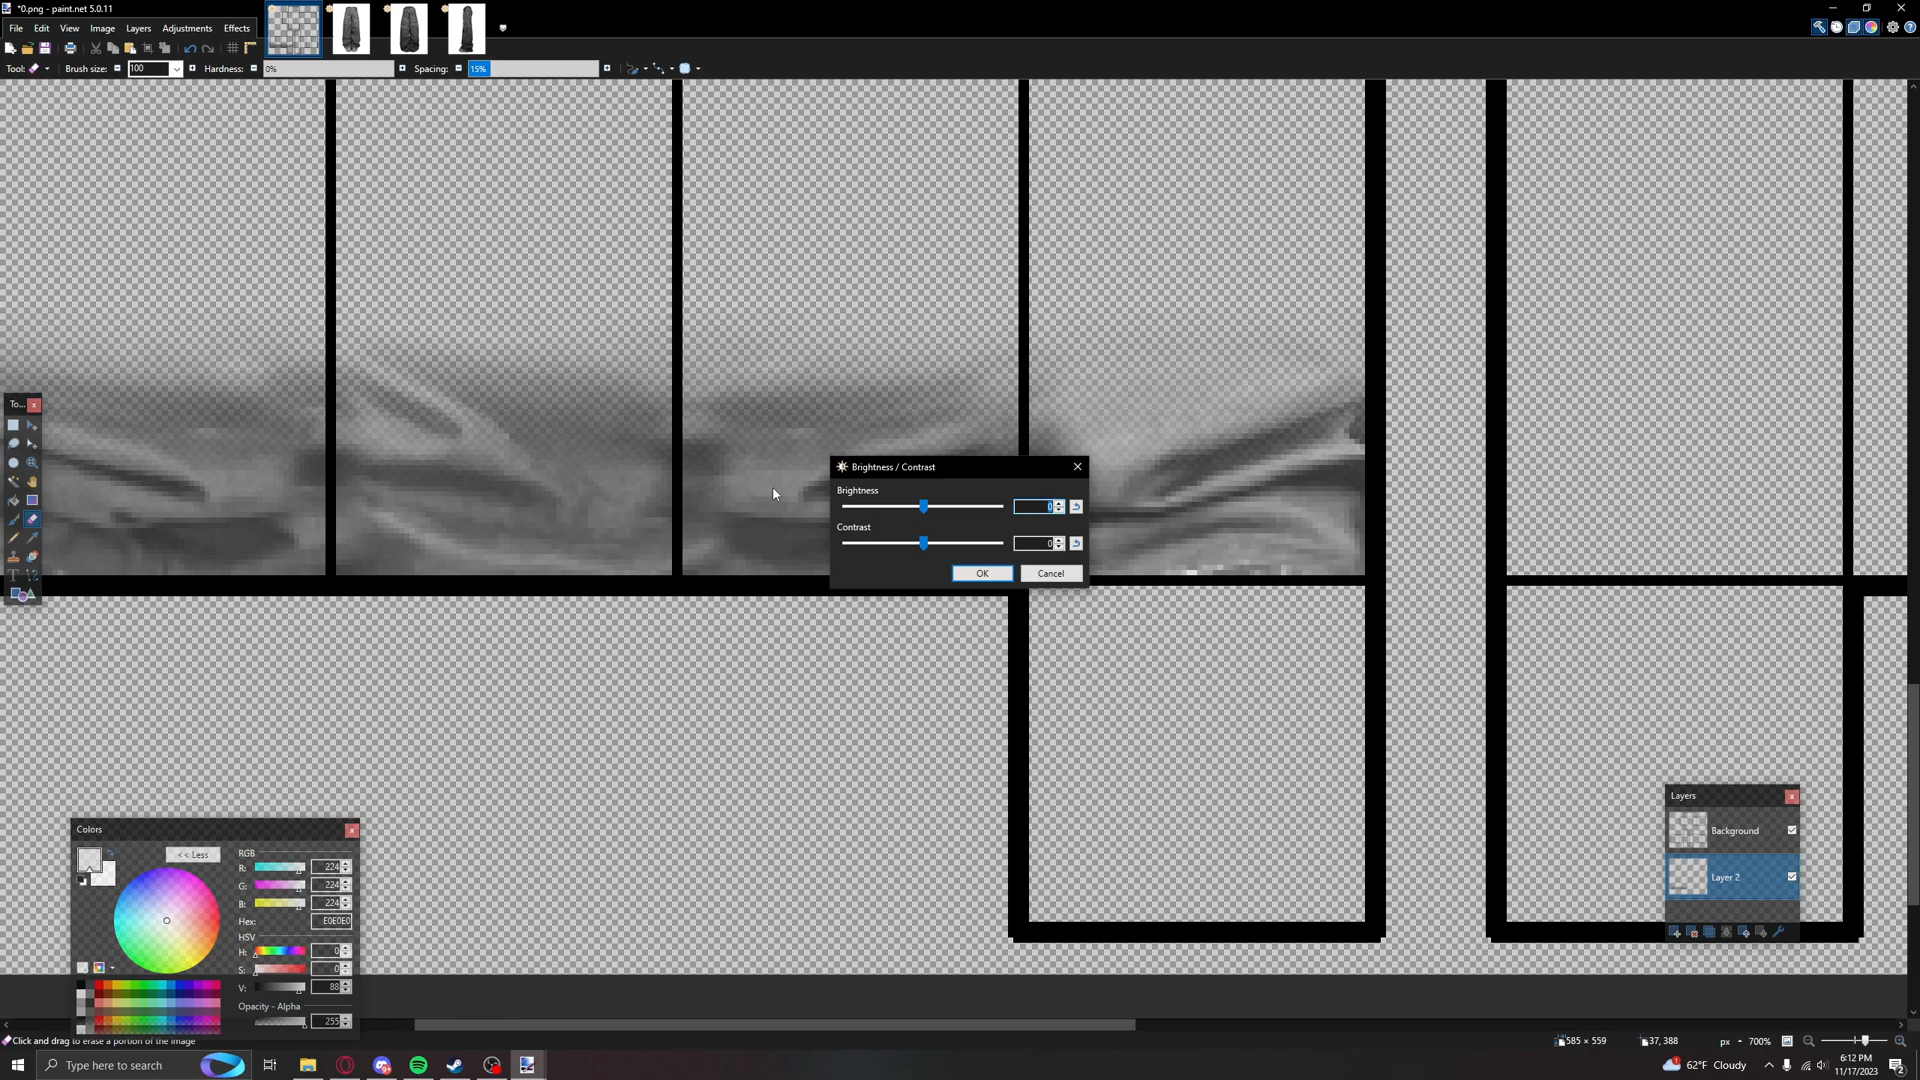 *0.png - paint.net 5.0.11
File Edit View Image Layers Adjustments Effects
Tool: Brush size: 100 Hardness: 0% Spacing: 15%
To...
Brightness / Contrast
Brightness
0
Contrast
0
OK Cancel
Colors
<< Less
RGB
R: 224
G: 224
B: 224
Hex: E0E0E0
HSV
H: 0
S: 0
V: 88
Opacity - Alpha
255
Layers
Background
Layer 2
Click and drag to erase a portion of the image
585 × 559
37, 388
px
700%
Type here to search
62°F Cloudy
6:12 PM
11/17/2023